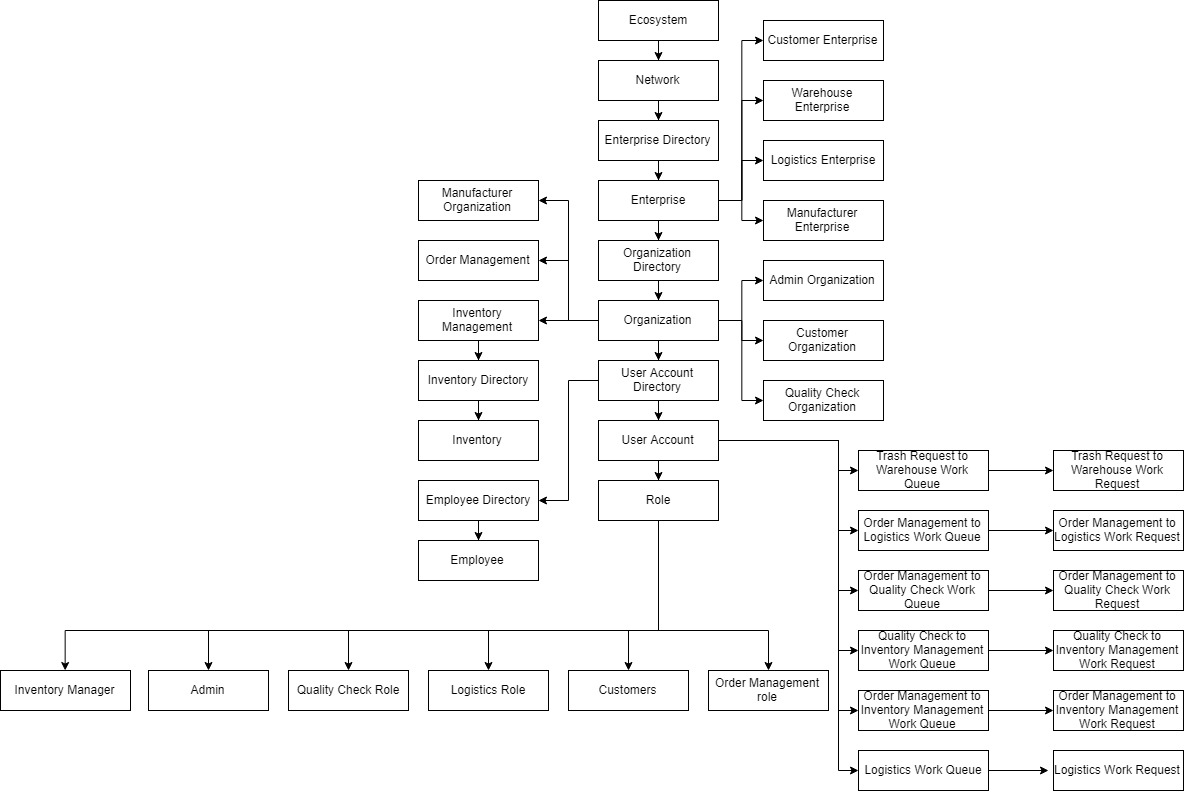 Ecosystem
Customer Enterprise
Network
Warehouse
Enterprise
Enterprise Directory
Logistics Enterprise
Manufacturer
Organization
Enterprise
Manufacturer
Enterprise
Order Management
Organization
Directory
Admin Organization
Inventory
Management
Organization
Customer
Organization
Inventory Directory
User Account
Directory
Quality Check
Organization
Inventory
User Account
Trash Request to
Warehouse Work
Queue
Trash Request to
Warehouse Work
Request
Employee Directory
Role
Order Management to
Logistics Work Queue
Order Management to
Logistics Work Request
Employee
Order Management to
Quality Check Work
Queue
Order Management to
Quality Check Work
Request
Quality Check to
Inventory Management
Work Queue
Quality Check to
Inventory Management
Work Request
Inventory Manager
Admin
Quality Check Role
Logistics Role
Customers
Order Management
role
Order Management to
Inventory Management
Work Queue
Order Management to
Inventory Management
Work Request
Logistics Work Queue
Logistics Work Request